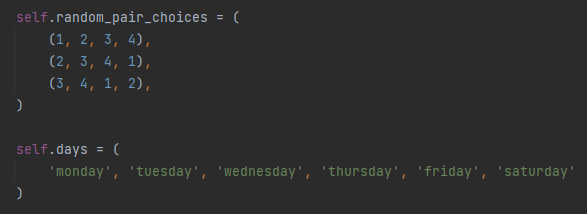 self.random_pair_choices = (
    (1, 2, 3, 4),
    (2, 3, 4, 1),
    (3, 4, 1, 2),
)
self.days = (
    'monday', 'tuesday', 'wednesday', 'thursday', 'friday', 'saturday'
)